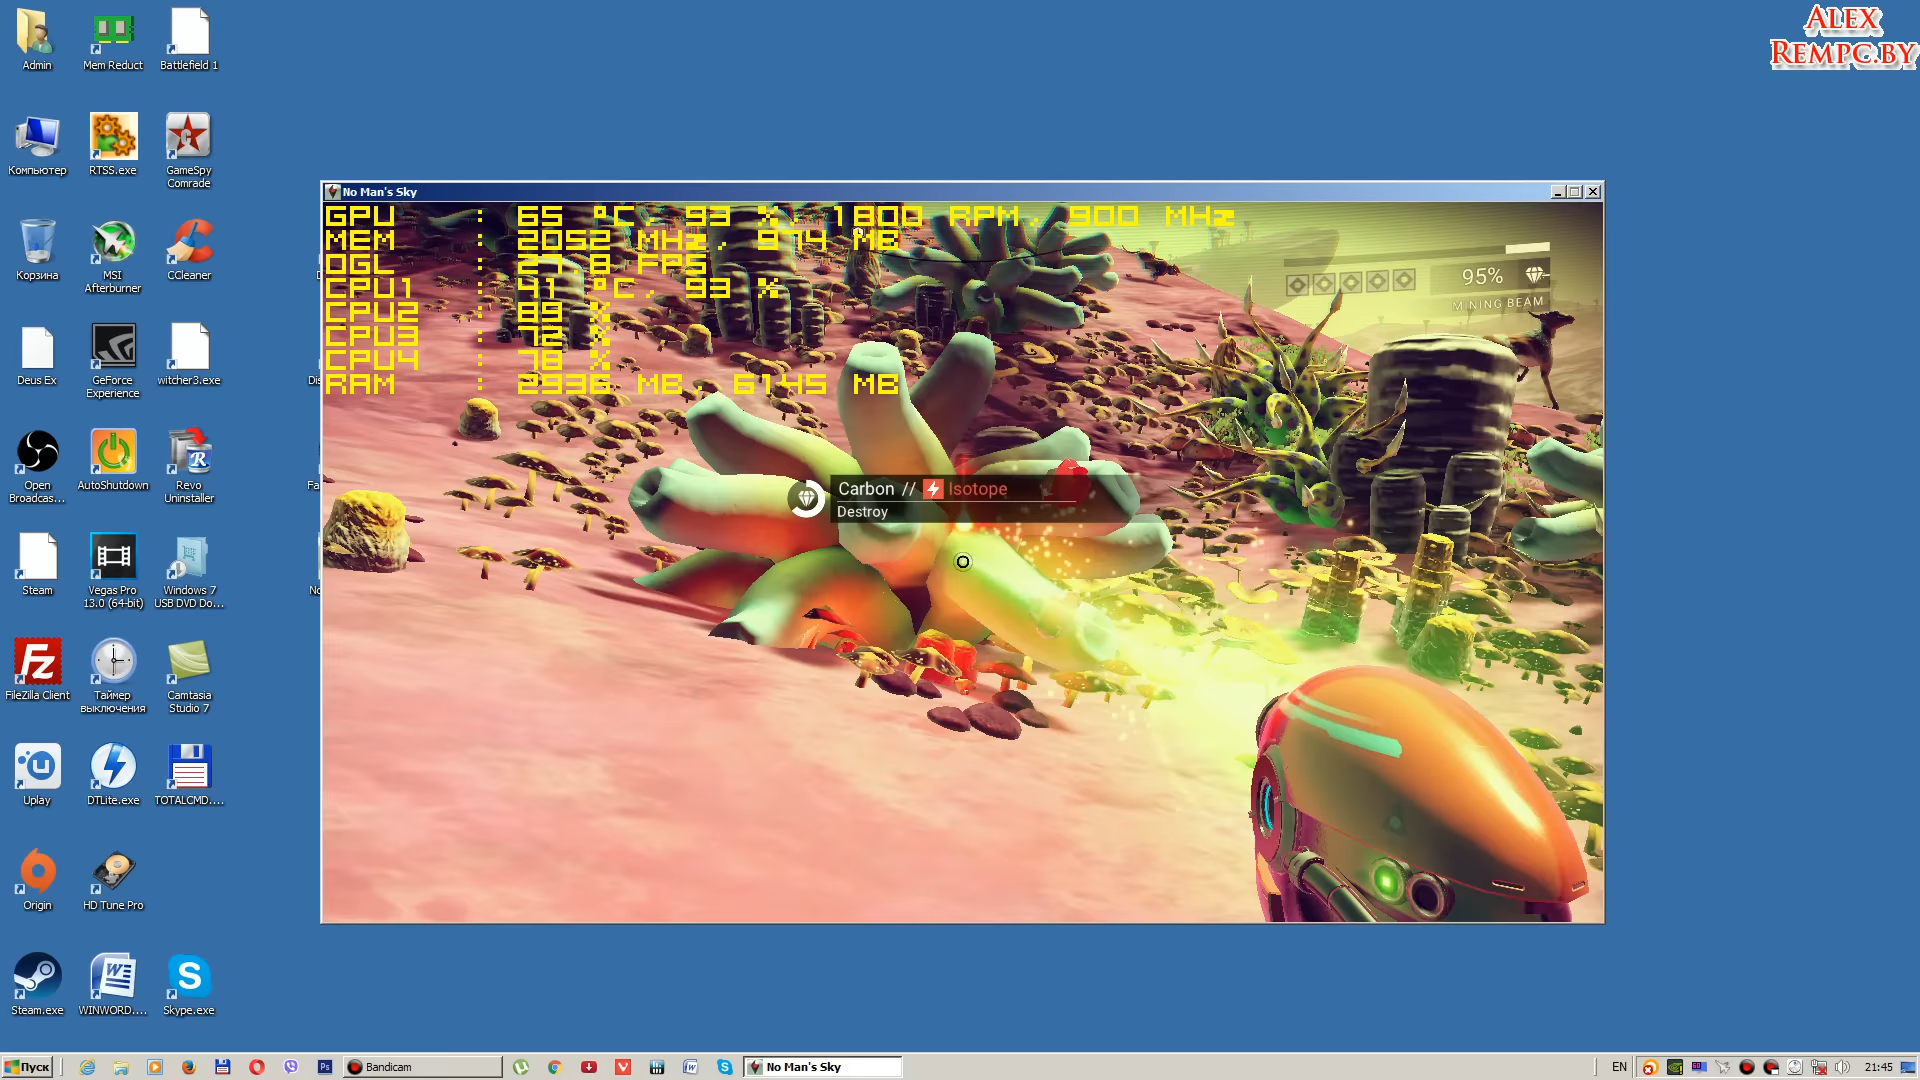 Admin
Mem Reduct
Battlefield 1
ALEX
REMPC.BY
Компьютер
RTSS.exe
GameSpy
Comrade
Корзина
MSI
Afterburner
CCleaner
Deus Ex
GeForce
Experience
witcher3.exe
Open
Broadcas...
AutoShutdown
Revo
Uninstaller
Steam
Vegas Pro
13.0 (64-bit)
Windows 7
USB DVD Do...
FileZilla Client
Таймер
выключения
Camtasia
Studio 7
Uplay
DTLite.exe
TOTALCMD....
Origin
HD Tune Pro
Steam.exe
WINWORD....
Skype.exe
No Man's Sky
GPU : 65 °C, 93 %, 1800 RPM, 900 MHz
MEM : 2052 MHz, 974 MB
OGL : 27.8 FPS
CPU1 : 41 °C, 93 %
CPU2 : 89 %
CPU3 : 72 %
CPU4 : 78 %
RAM : 2936 MB, 6145 MB
95%
MINING BEAM
Carbon // Isotope
Destroy
Пуск
Bandicam
No Man's Sky
EN
21:45